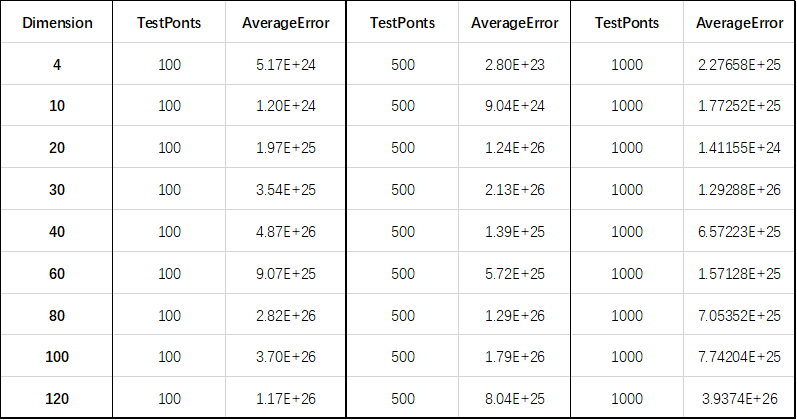 Dimension TestPonts AverageError TestPonts AverageError TestPonts AverageError
4 100 5.17E+24 500 2.80E+23 1000 2.27658E+25
10 100 1.20E+24 500 9.04E+24 1000 1.77252E+25
20 100 1.97E+25 500 1.24E+26 1000 1.41155E+24
30 100 3.54E+25 500 2.13E+26 1000 1.29288E+26
40 100 4.87E+26 500 1.39E+25 1000 6.57223E+25
60 100 9.07E+25 500 5.72E+25 1000 1.57128E+25
80 100 2.82E+26 500 1.29E+26 1000 7.05352E+25
100 100 3.70E+26 500 1.79E+26 1000 7.74204E+25
120 100 1.17E+26 500 8.04E+25 1000 3.9374E+26